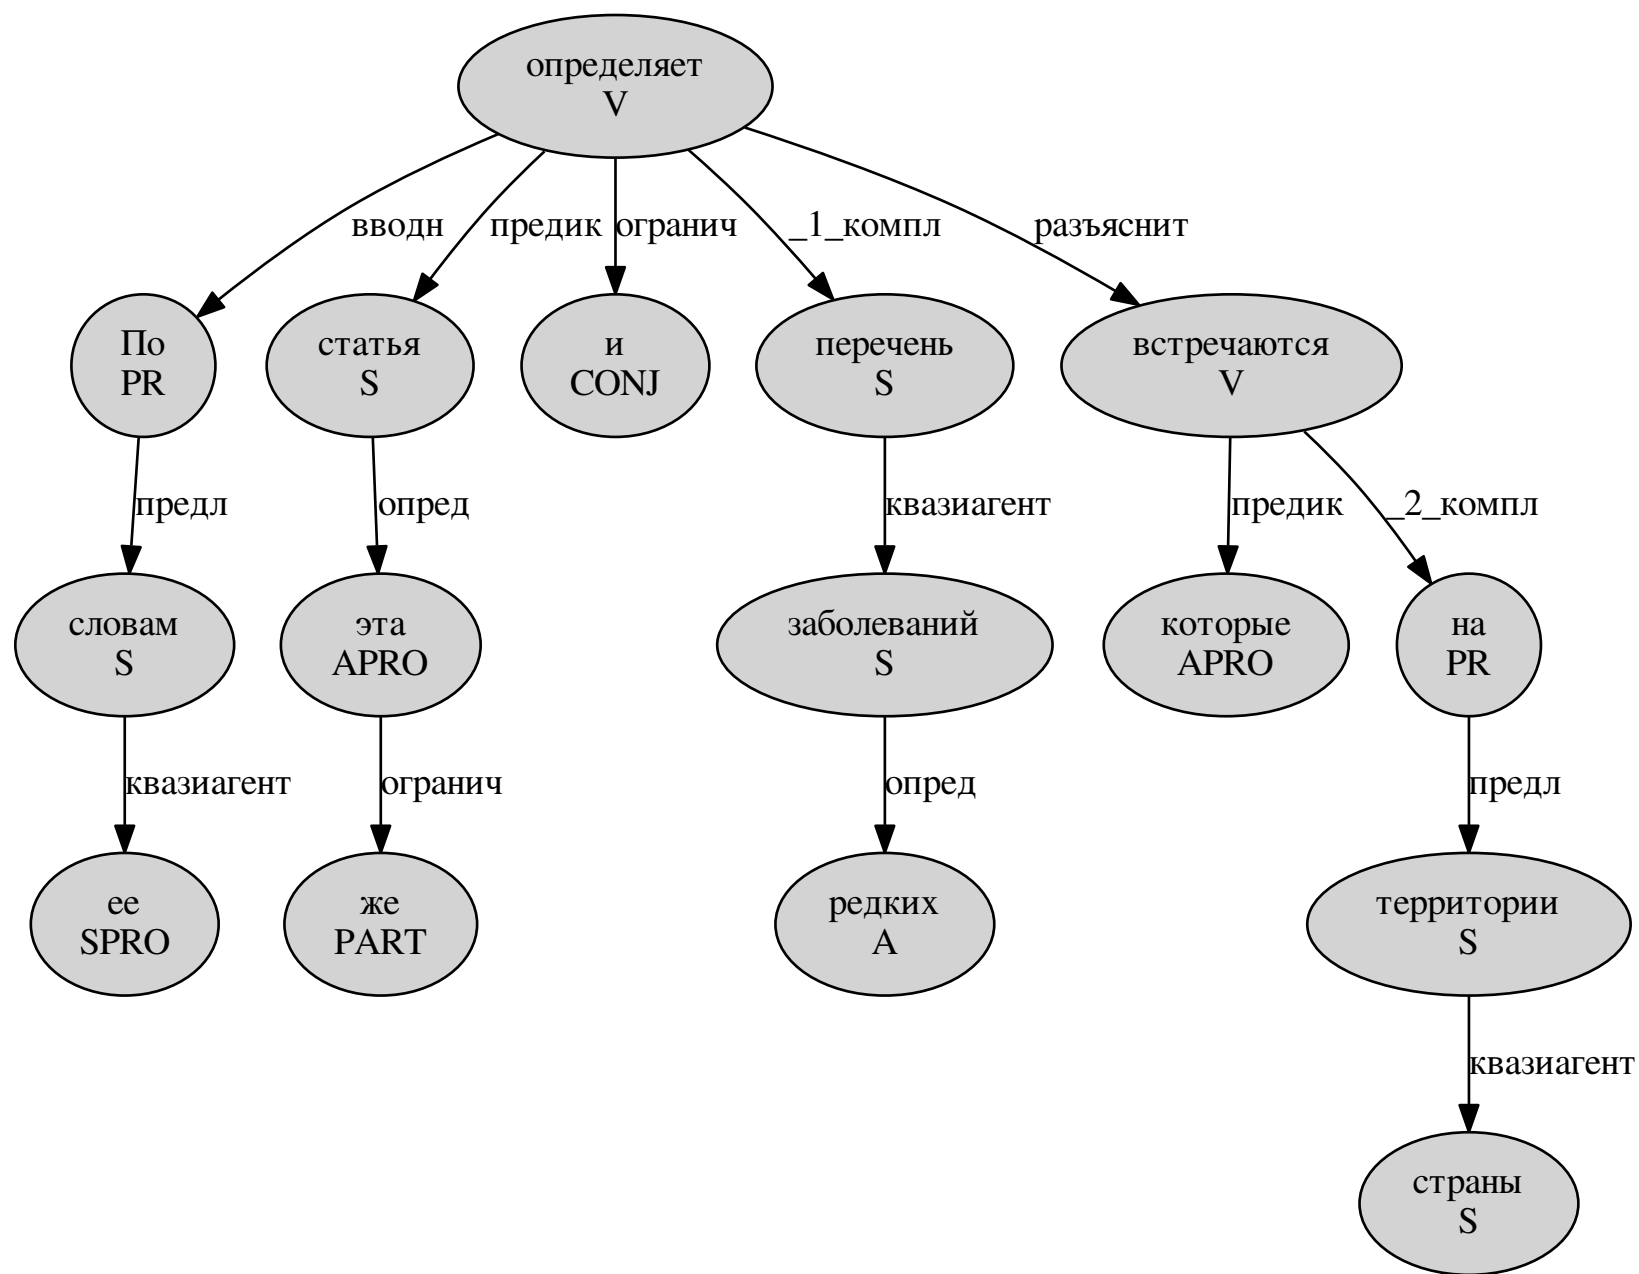 определяет
V
вводн
предик
огранич
_1_компл
разъяснит
По
PR
статья
S
и
CONJ
перечень
S
встречаются
V
предл
опред
квазиагент
предик
_2_компл
словам
S
эта
APRO
заболеваний
S
которые
APRO
на
PR
квазиагент
огранич
опред
предл
ее
SPRO
же
PART
редких
A
территории
S
квазиагент
страны
S